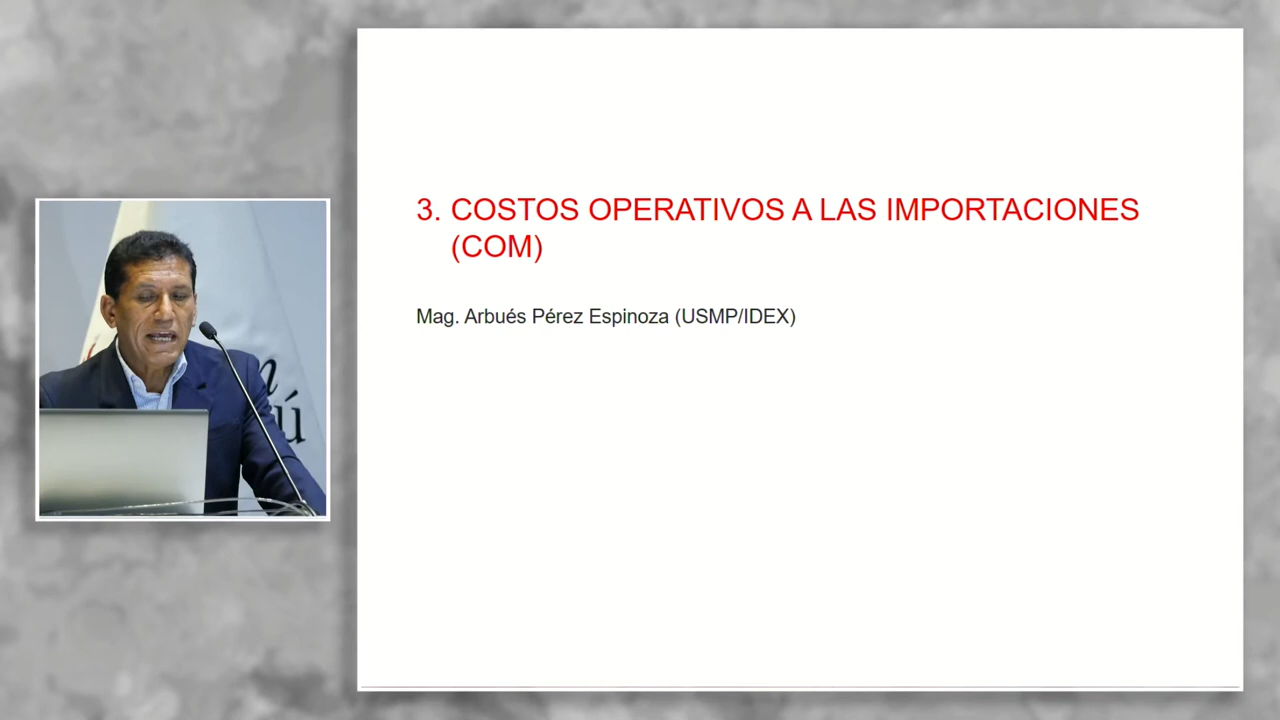 3. COSTOS OPERATIVOS A LAS IMPORTACIONES
(COM)
Mag. Arbués Pérez Espinoza (USMP/IDEX)